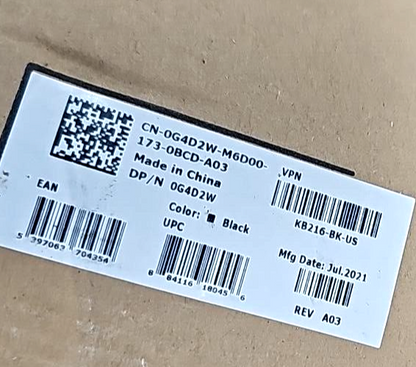 CN-0G4D2W-M6D00-
173-0BCD-A03
Made in China
DP/N 0G4D2W
VPN
KB216-BK-US
EAN
5 397063 704354
Color: Black
UPC
8 84116 18045 6
Mfg Date: Jul.2021
REV A03